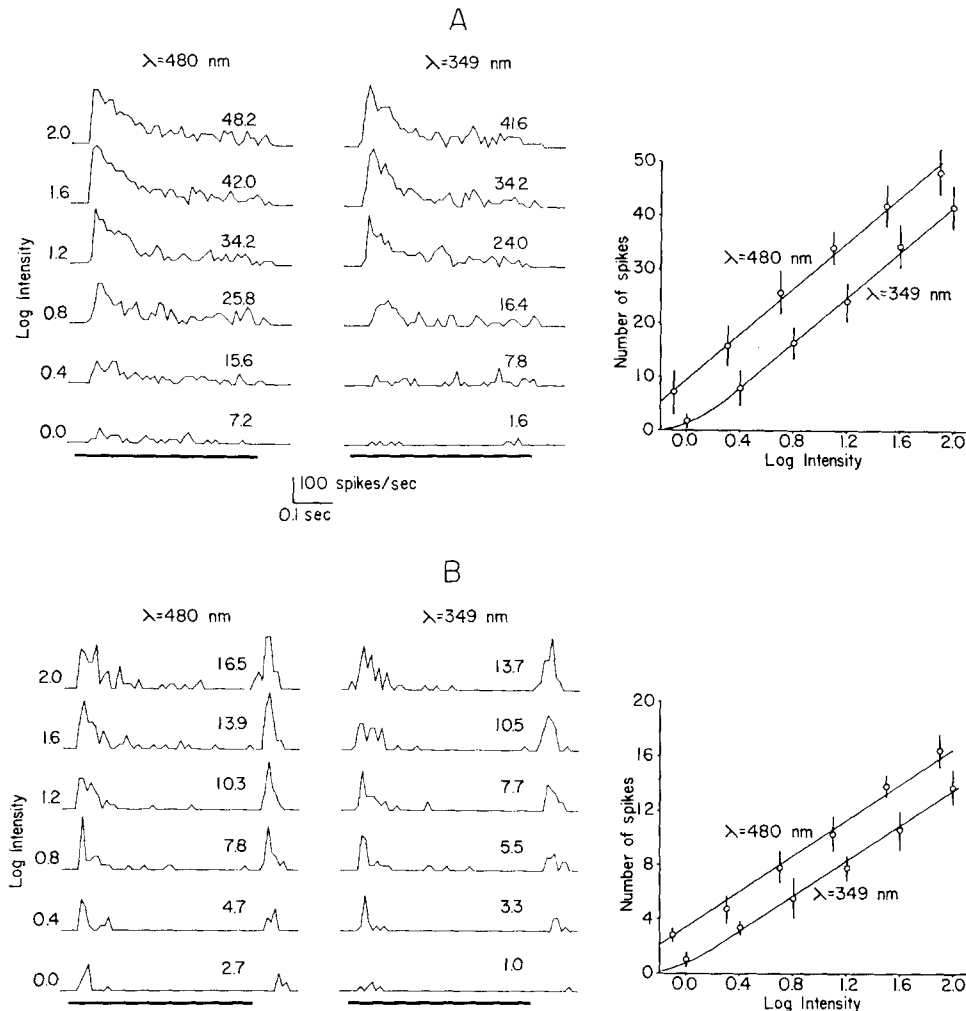 A
λ=480 nm
λ=349 nm
Log Intensity
2.0
48.2
41.6
1.6
42.0
34.2
1.2
34.2
24.0
0.8
25.8
16.4
0.4
15.6
7.8
0.0
7.2
1.6
100 spikes/sec
0.1 sec
Number of spikes
50
40
30
20
10
0
λ=480 nm
λ=349 nm
0.0 0.4 0.8 1.2 1.6 2.0
Log Intensity
B
λ=480 nm
λ=349 nm
Log Intensity
2.0
16.5
13.7
1.6
13.9
10.5
1.2
10.3
7.7
0.8
7.8
5.5
0.4
4.7
3.3
0.0
2.7
1.0
Number of spikes
20
16
12
8
4
0
λ=480 nm
λ=349 nm
0.0 0.4 0.8 1.2 1.6 2.0
Log Intensity